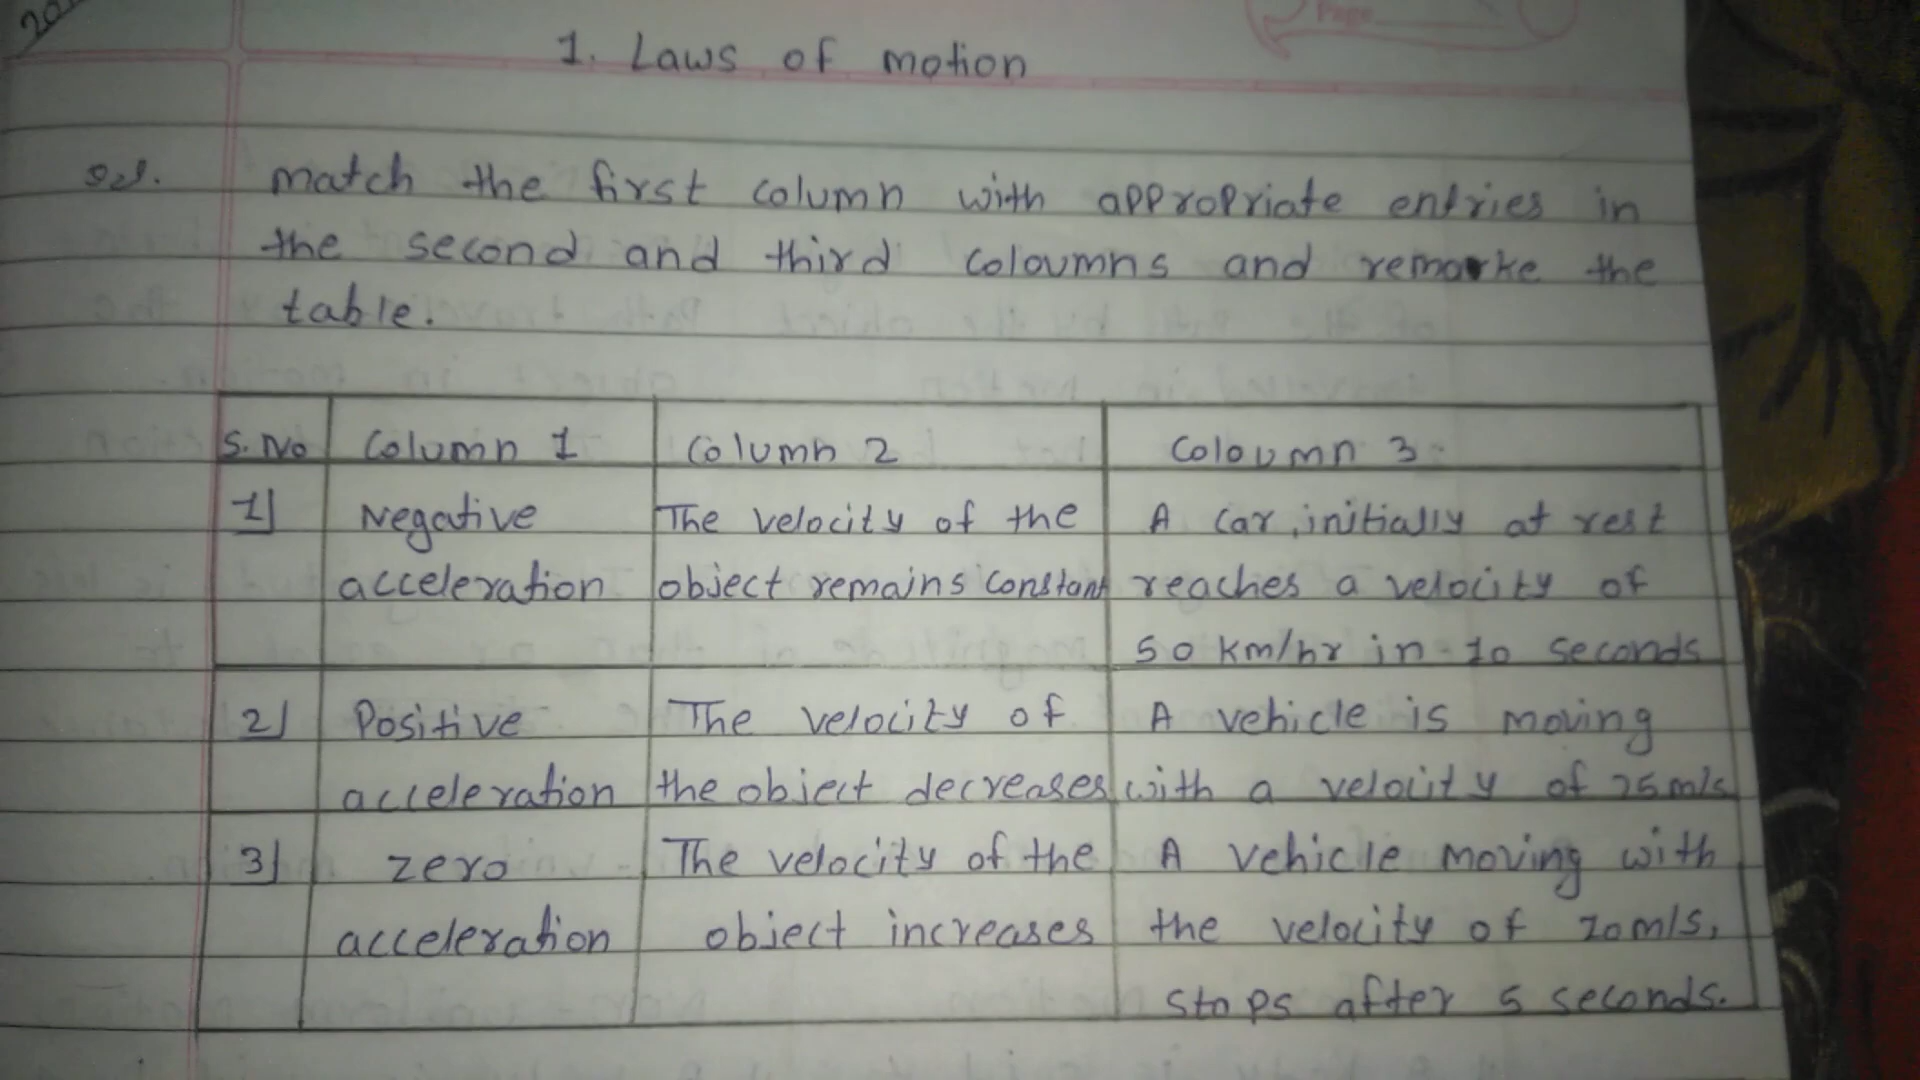 20
Page
1. Laws of motion
Q1. match the first column with appropriate entries in
the second and third coloumns and remarke the
table.
S. No Column 1 Column 2 Coloumn 3
1) Negative The velocity of the A car, initially at rest
acceleration object remains constant reaches a velocity of
50 km/hr in 10 seconds
2) Positive The velocity of A vehicle is moving
acceleration the object decreases with a velocity of 25 m/s
3) zero The velocity of the A vehicle moving with
acceleration object increases the velocity of 10 m/s,
stops after 5 seconds.